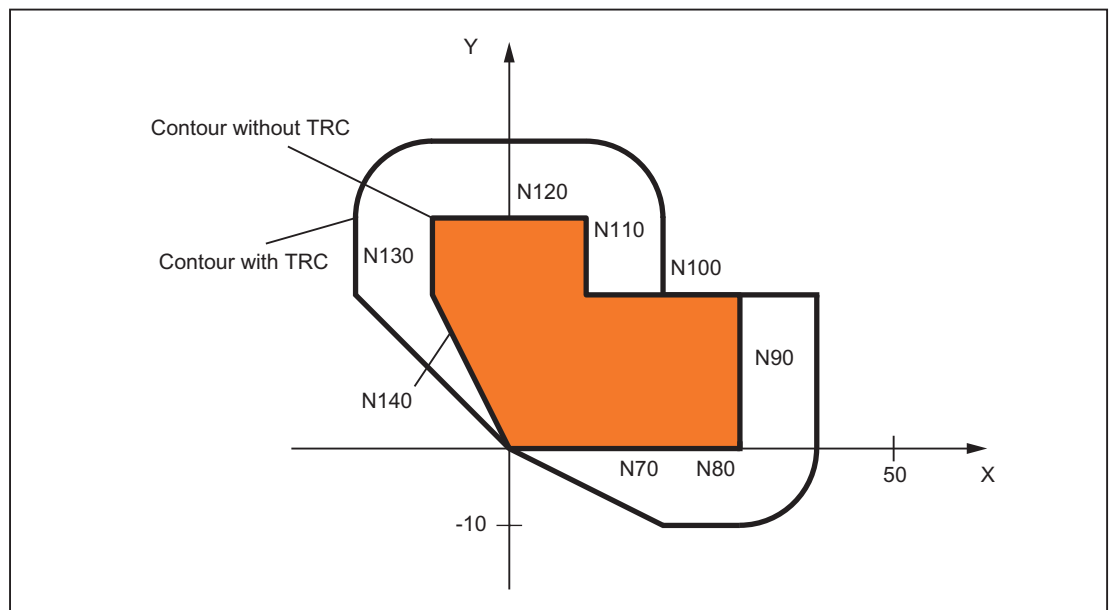 Y
Contour without TRC
N120
N110
N130
Contour with TRC
N100
N90
N140
N70
N80
50
X
-10